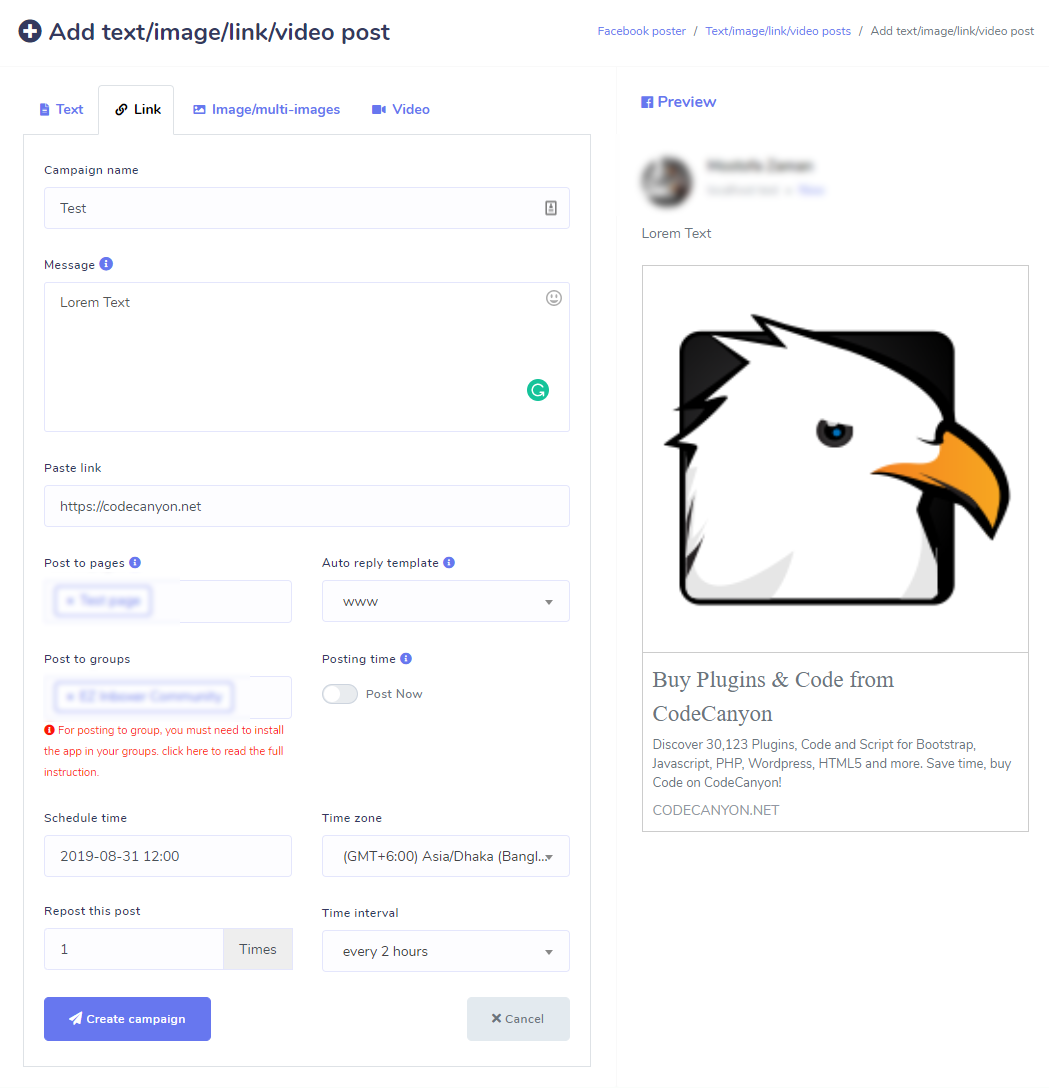 Add text/image/link/video post
Facebook poster / Text/image/link/video posts / Add text/image/link/video post
Text
Link
Image/multi-images
Video
Campaign name
Test
Message
Lorem Text
Paste link
https://codecanyon.net
Post to pages
Auto reply template
× Test page
www
Post to groups
Posting time
× EZ Inboxer Community
Post Now
For posting to group, you must need to install
the app in your groups. click here to read the full
instruction.
Schedule time
Time zone
2019-08-31 12:00
(GMT+6:00) Asia/Dhaka (Bangl...
Repost this post
Time interval
1
Times
every 2 hours
Create campaign
Cancel
Preview
Lorem Text
Buy Plugins & Code from
CodeCanyon
Discover 30,123 Plugins, Code and Script for Bootstrap,
Javascript, PHP, Wordpress, HTML5 and more. Save time, buy
Code on CodeCanyon!
CODECANYON.NET